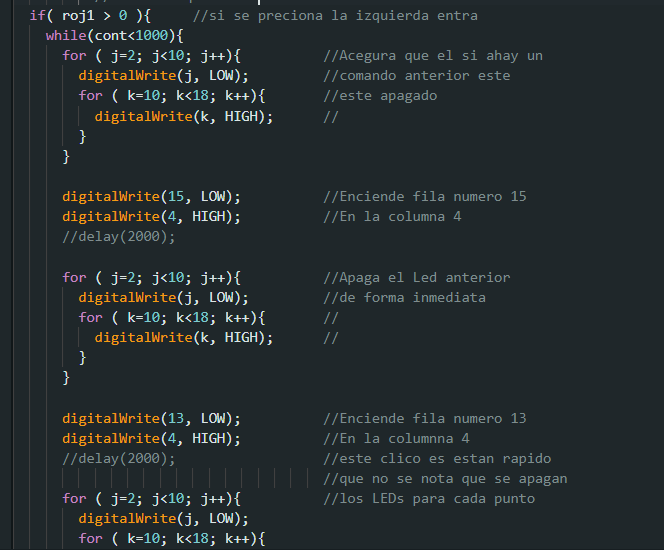 if( roj1 > 0 ){     //si se preciona la izquierda entra
  while(cont<1000){
    for ( j=2; j<10; j++){          //Acegura que el si ahay un
      digitalWrite(j, LOW);         //comando anterior este
      for ( k=10; k<18; k++){       //este apagado
        digitalWrite(k, HIGH);      //
      }
    }

    digitalWrite(15, LOW);          //Enciende fila numero 15
    digitalWrite(4, HIGH);          //En la columna 4
    //delay(2000);

    for ( j=2; j<10; j++){          //Apaga el Led anterior
      digitalWrite(j, LOW);         //de forma inmediata
      for ( k=10; k<18; k++){       //
        digitalWrite(k, HIGH);      //
      }
    }

    digitalWrite(13, LOW);          //Enciende fila numero 13
    digitalWrite(4, HIGH);          //En la columnna 4
    //delay(2000);                  //este clico es estan rapido
                                    //que no se nota que se apagan
    for ( j=2; j<10; j++){          //los LEDs para cada punto
      digitalWrite(j, LOW);
      for ( k=10; k<18; k++){